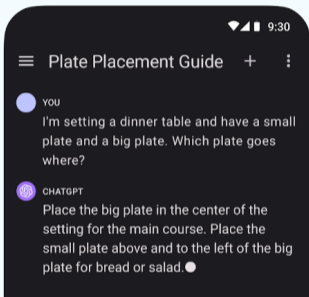 9:30
Plate Placement Guide
YOU
I'm setting a dinner table and have a small
plate and a big plate. Which plate goes
where?
CHATGPT
Place the big plate in the center of the
setting for the main course. Place the
small plate above and to the left of the big
plate for bread or salad.